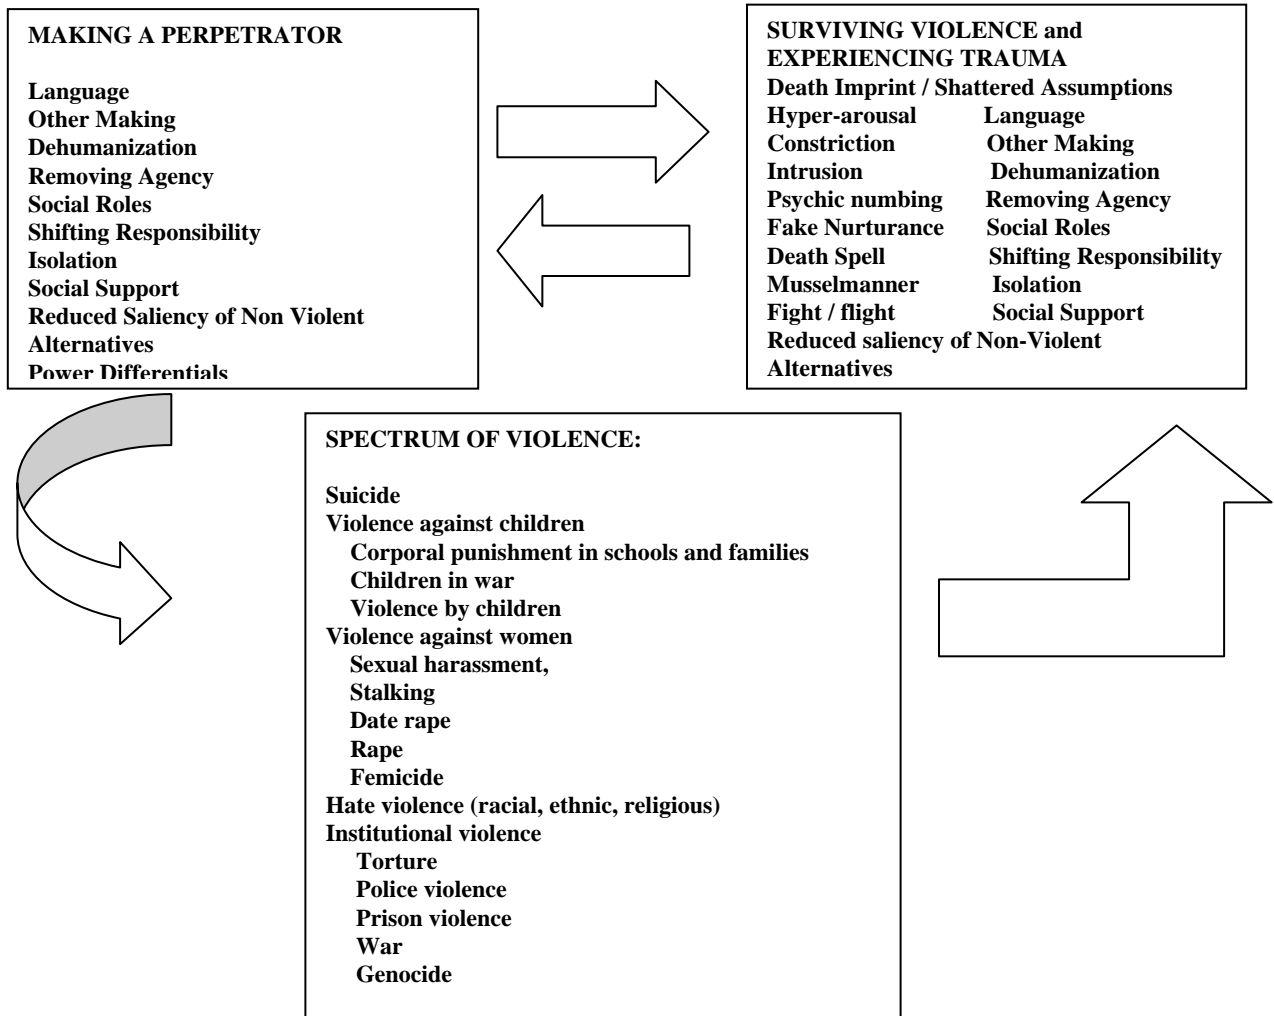 MAKING A PERPETRATOR
Language
Other Making
Dehumanization
Removing Agency
Social Roles
Shifting Responsibility
Isolation
Social Support
Reduced Saliency of Non Violent
Alternatives
Power Differentials
SURVIVING VIOLENCE and
EXPERIENCING TRAUMA
Death Imprint / Shattered Assumptions
Hyper-arousal Language
Constriction Other Making
Intrusion Dehumanization
Psychic numbing Removing Agency
Fake Nurturance Social Roles
Death Spell Shifting Responsibility
Musselmanner Isolation
Fight / flight Social Support
Reduced saliency of Non-Violent
Alternatives
SPECTRUM OF VIOLENCE:
Suicide
Violence against children
Corporal punishment in schools and families
Children in war
Violence by children
Violence against women
Sexual harassment,
Stalking
Date rape
Rape
Femicide
Hate violence (racial, ethnic, religious)
Institutional violence
Torture
Police violence
Prison violence
War
Genocide